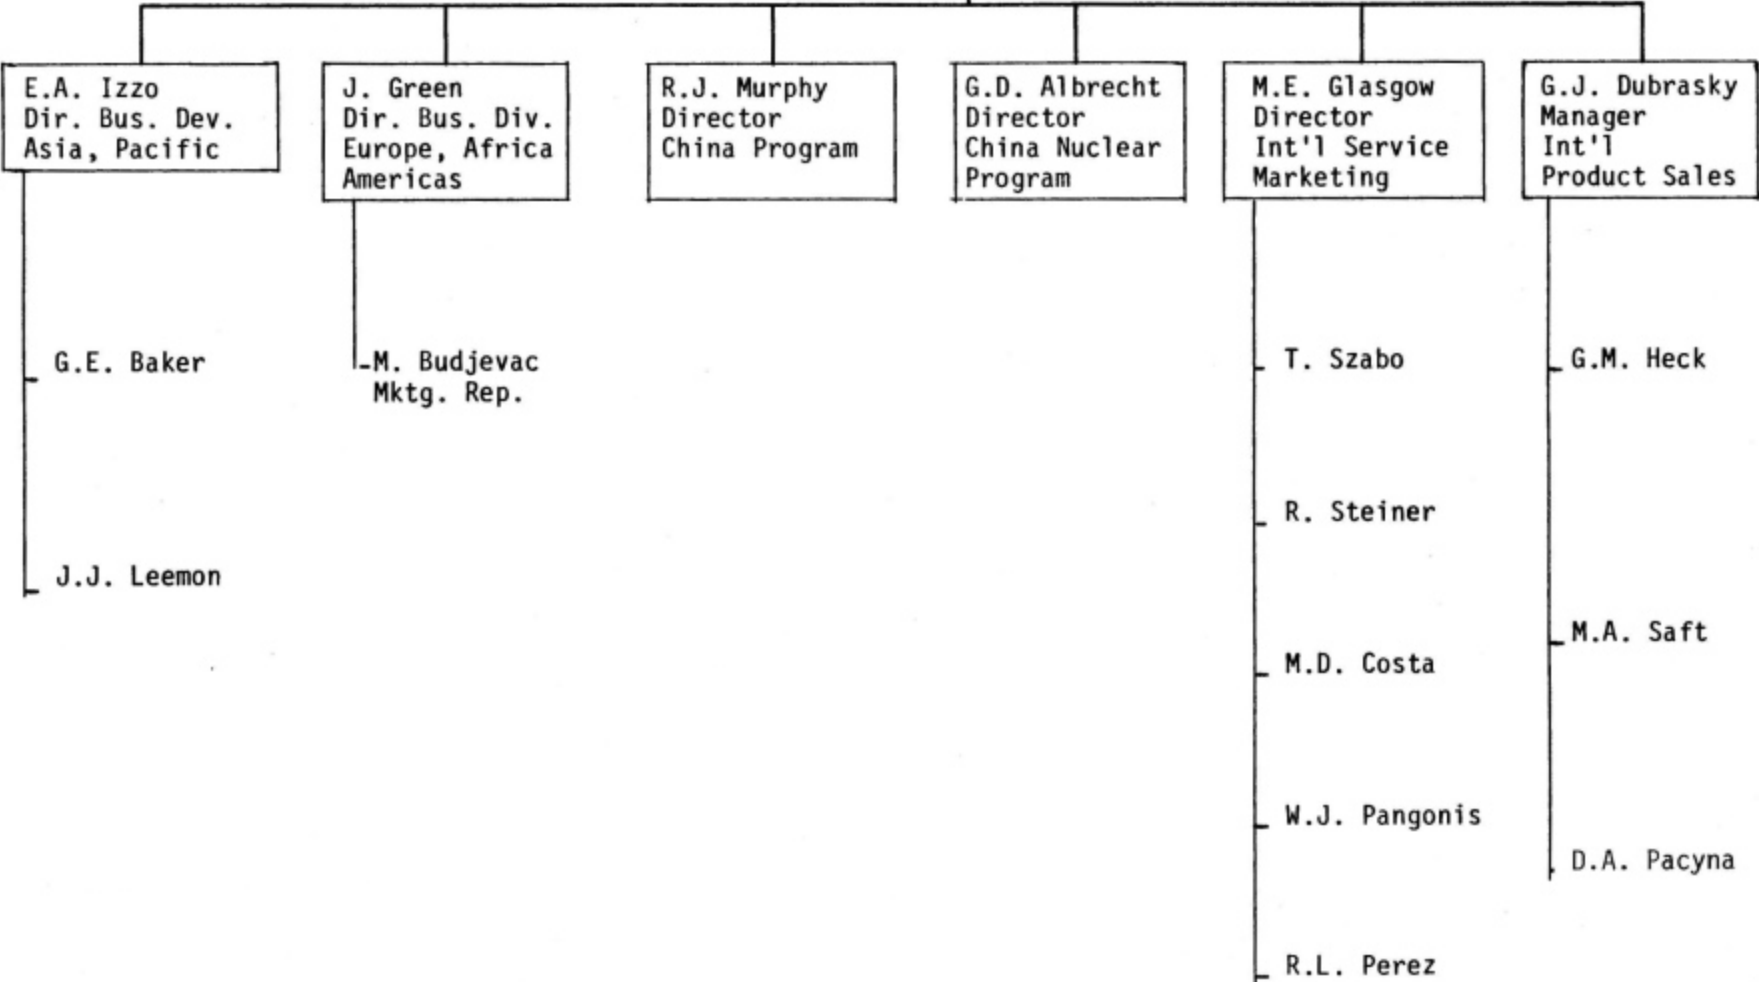 E.A. Izzo
Dir. Bus. Dev.
Asia, Pacific
J. Green
Dir. Bus. Div.
Europe, Africa
Americas
R.J. Murphy
Director
China Program
G.D. Albrecht
Director
China Nuclear
Program
M.E. Glasgow
Director
Int'l Service
Marketing
G.J. Dubrasky
Manager
Int'l
Product Sales
G.E. Baker
J.J. Leemon
M. Budjevac
Mktg. Rep.
T. Szabo
R. Steiner
M.D. Costa
W.J. Pangonis
R.L. Perez
G.M. Heck
M.A. Saft
D.A. Pacyna